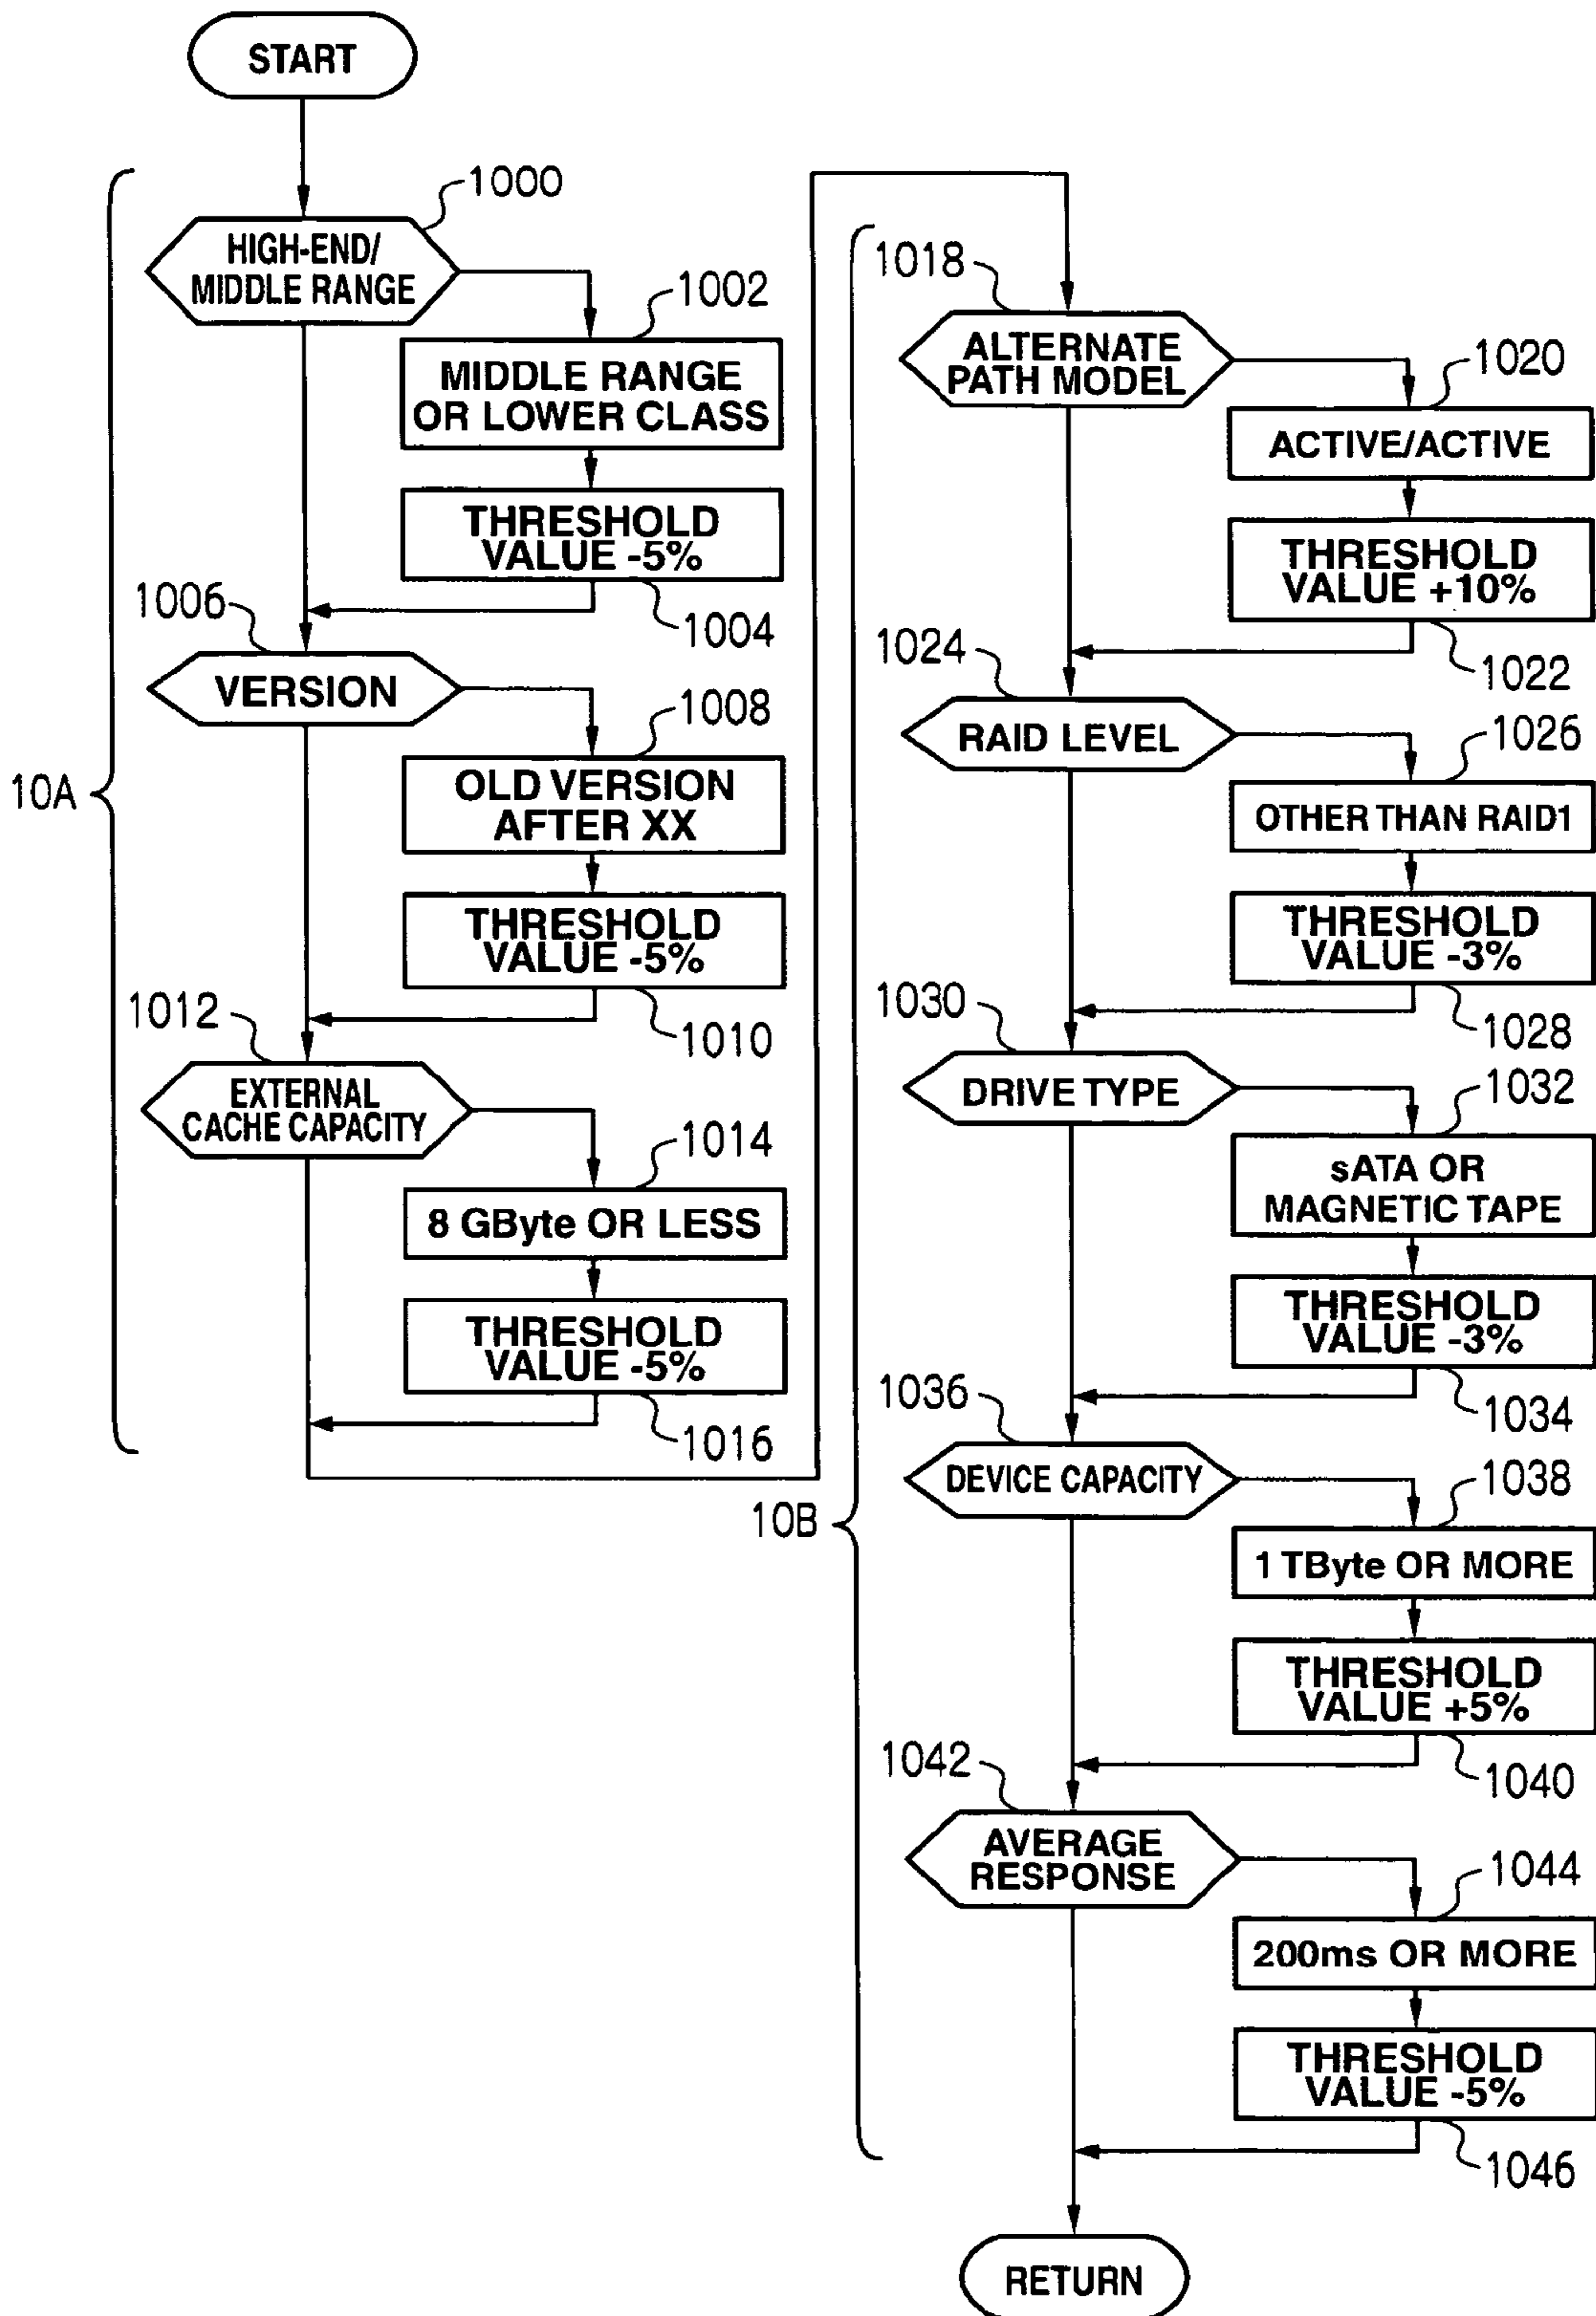 START
1000
HIGH-END/
MIDDLE RANGE
1002
MIDDLE RANGE
OR LOWER CLASS
THRESHOLD
VALUE -5%
1004
1006
VERSION
1008
OLD VERSION
AFTER XX
THRESHOLD
VALUE -5%
1010
10A
1012
EXTERNAL
CACHE CAPACITY
1014
8 GByte OR LESS
THRESHOLD
VALUE -5%
1016
1018
ALTERNATE
PATH MODEL
1020
ACTIVE/ACTIVE
THRESHOLD
VALUE +10%
1022
1024
RAID LEVEL
1026
OTHER THAN RAID1
THRESHOLD
VALUE -3%
1028
1030
DRIVE TYPE
1032
sATA OR
MAGNETIC TAPE
THRESHOLD
VALUE -3%
1034
1036
DEVICE CAPACITY
1038
10B
1 TByte OR MORE
THRESHOLD
VALUE +5%
1040
1042
AVERAGE
RESPONSE
1044
200ms OR MORE
THRESHOLD
VALUE -5%
1046
RETURN